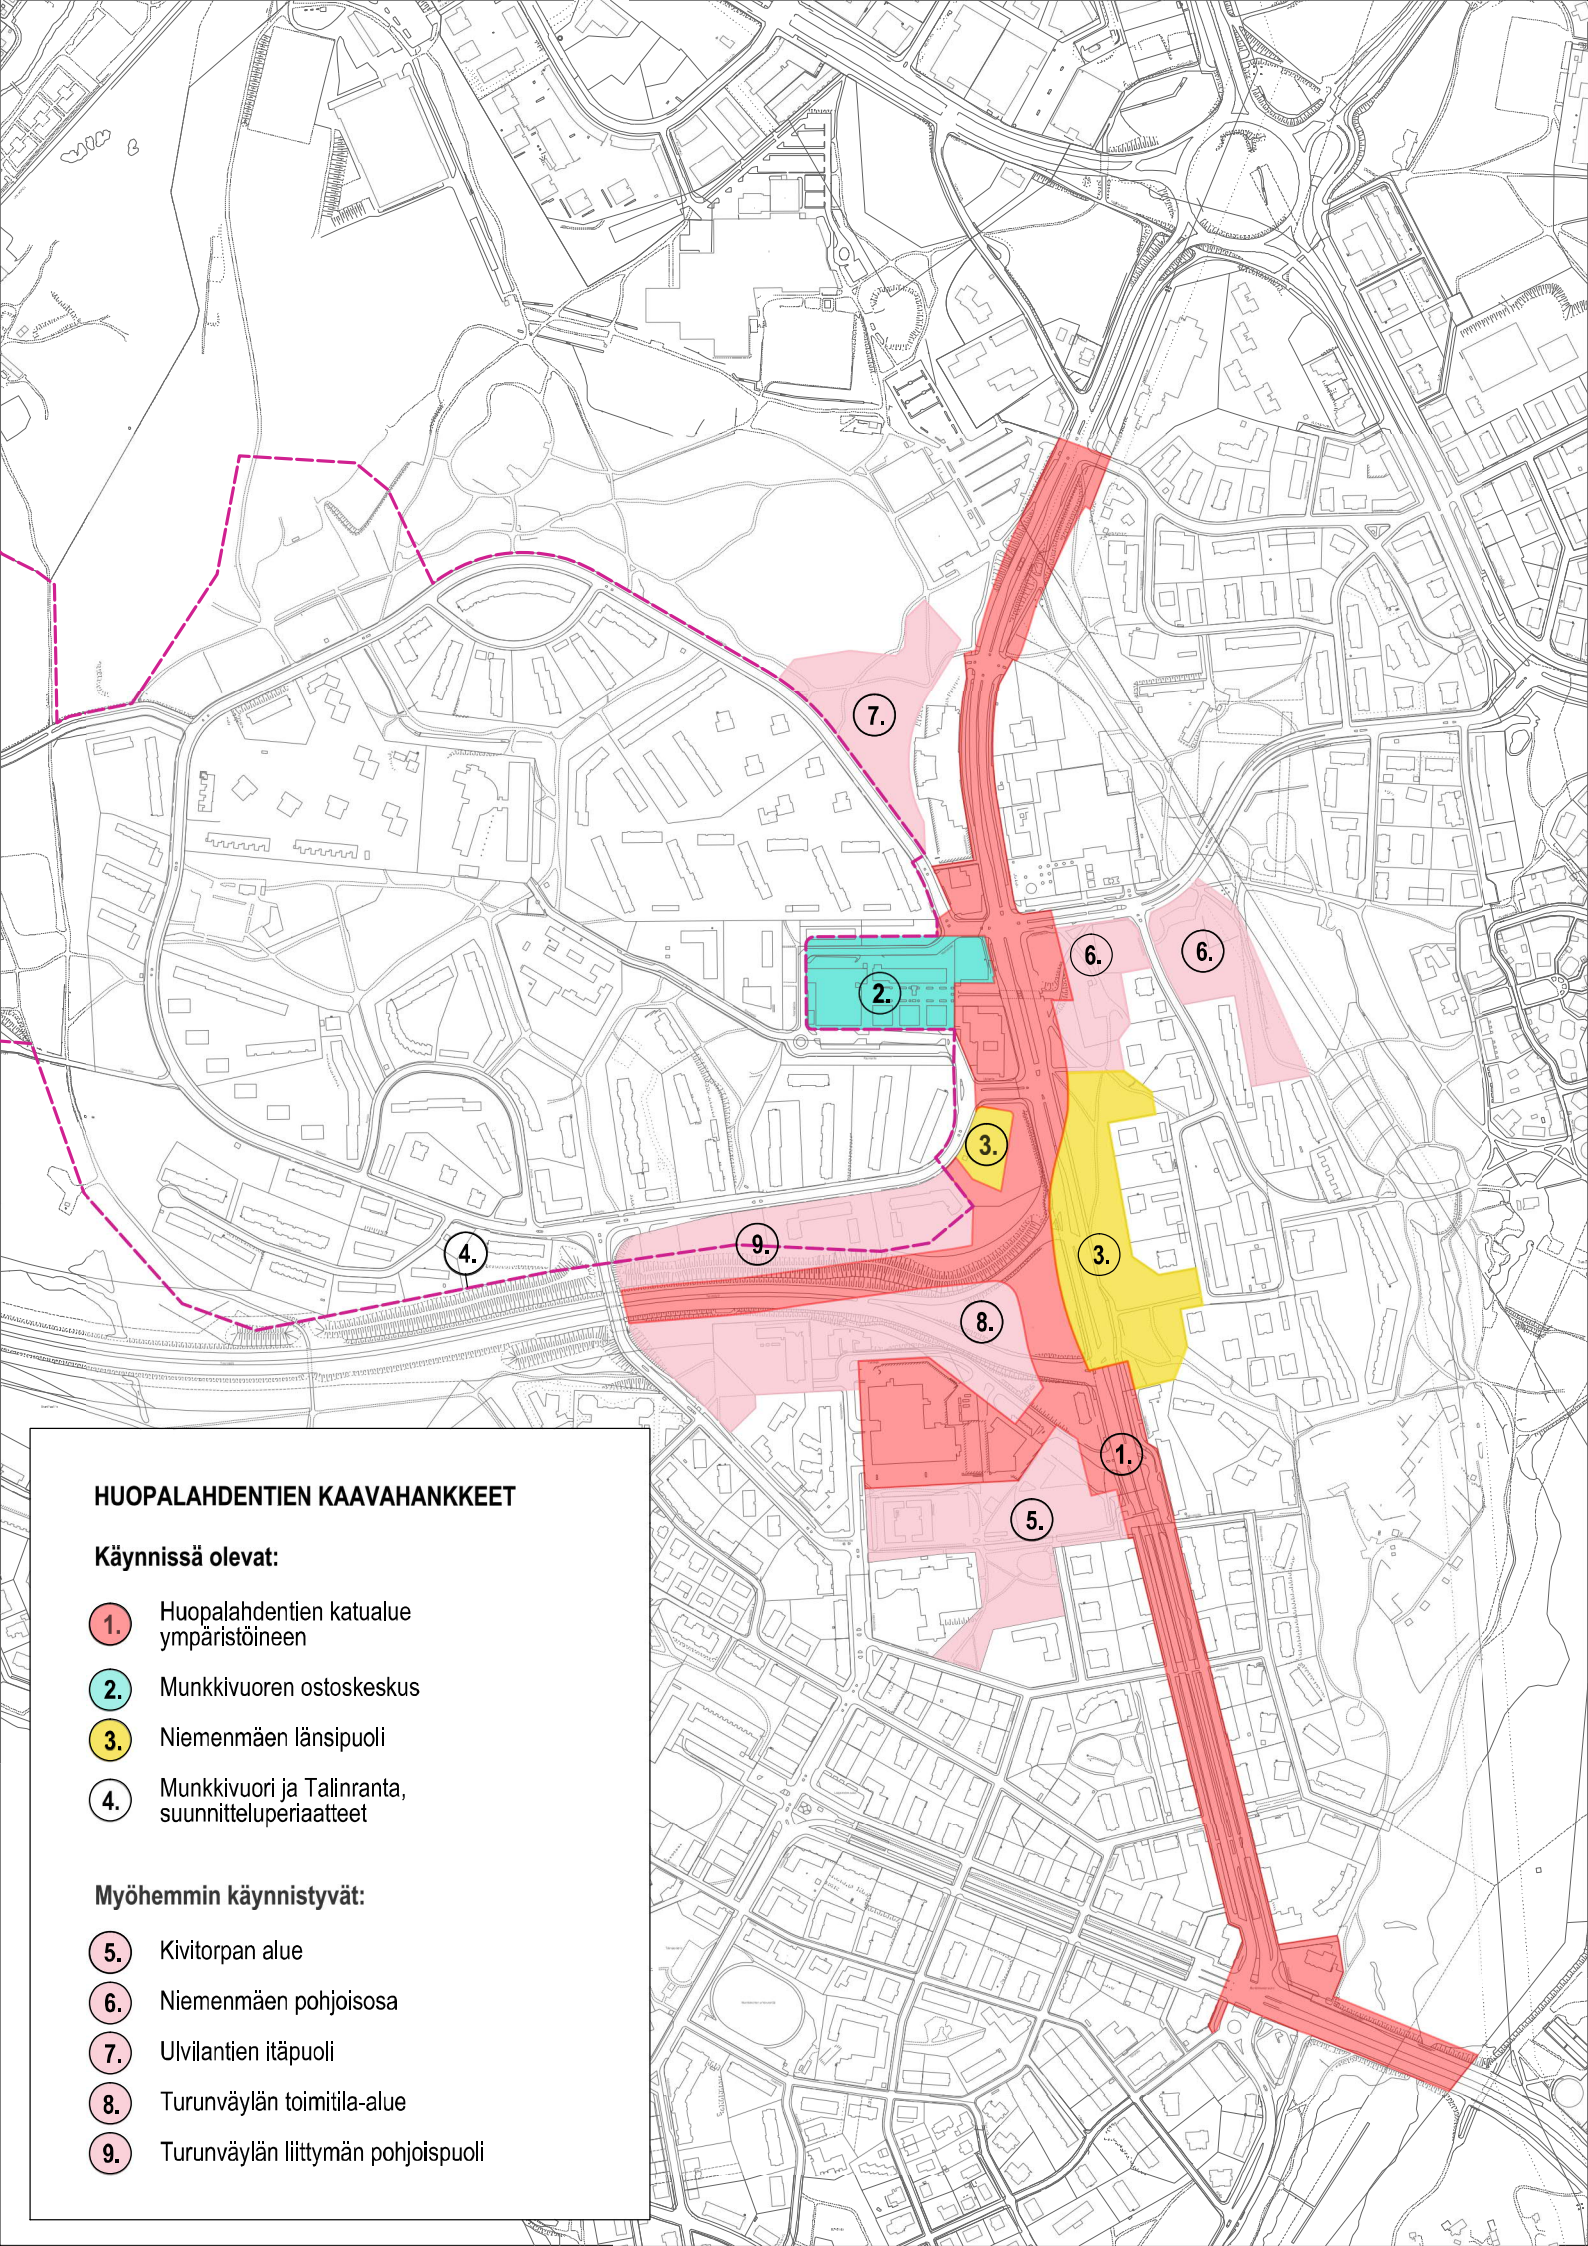 7.
6.
6.
2.
3.
4.
9.
3.
8.
1.
5.
HUOPALAHDENTIEN KAAVAHANKKEET
Käynnissä olevat:
1. Huopalahdentien katualue
ympäristöineen
2. Munkkivuoren ostoskeskus
3. Niemenmäen länsipuoli
4. Munkkivuori ja Talinranta,
suunnitteluperiaatteet
Myöhemmin käynnistyvät:
5. Kivitorpan alue
6. Niemenmäen pohjoisosa
7. Ulvilantien itäpuoli
8. Turunväylän toimitila-alue
9. Turunväylän liittymän pohjoispuoli